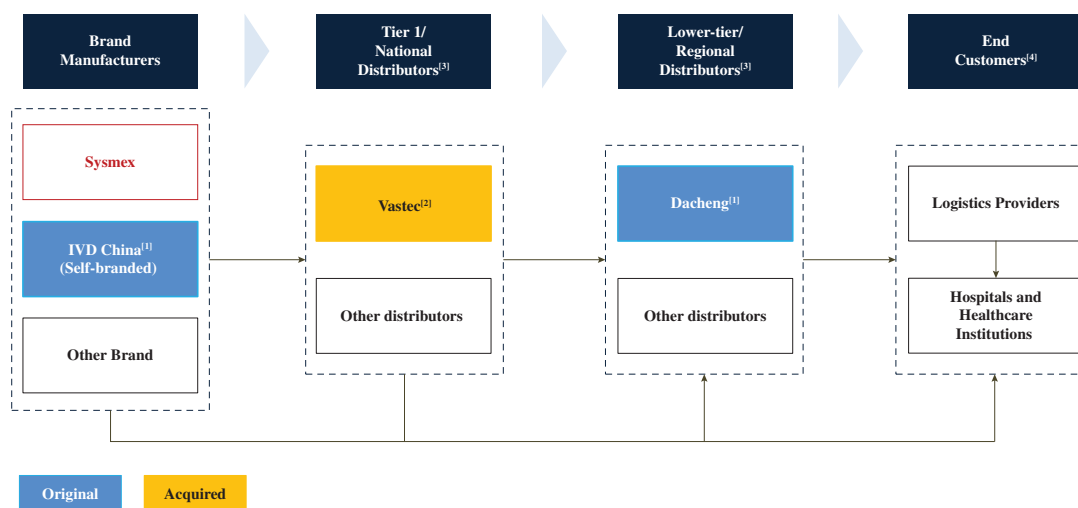 Brand
Manufacturers
Tier 1/
National
Distributors[3]
Lower-tier/
Regional
Distributors[3]
End
Customers[4]
Sysmex
IVD China[1]
(Self-branded)
Other Brand
Vastec[2]
Other distributors
Dacheng[1]
Other distributors
Logistics Providers
Hospitals and
Healthcare
Institutions
Original
Acquired